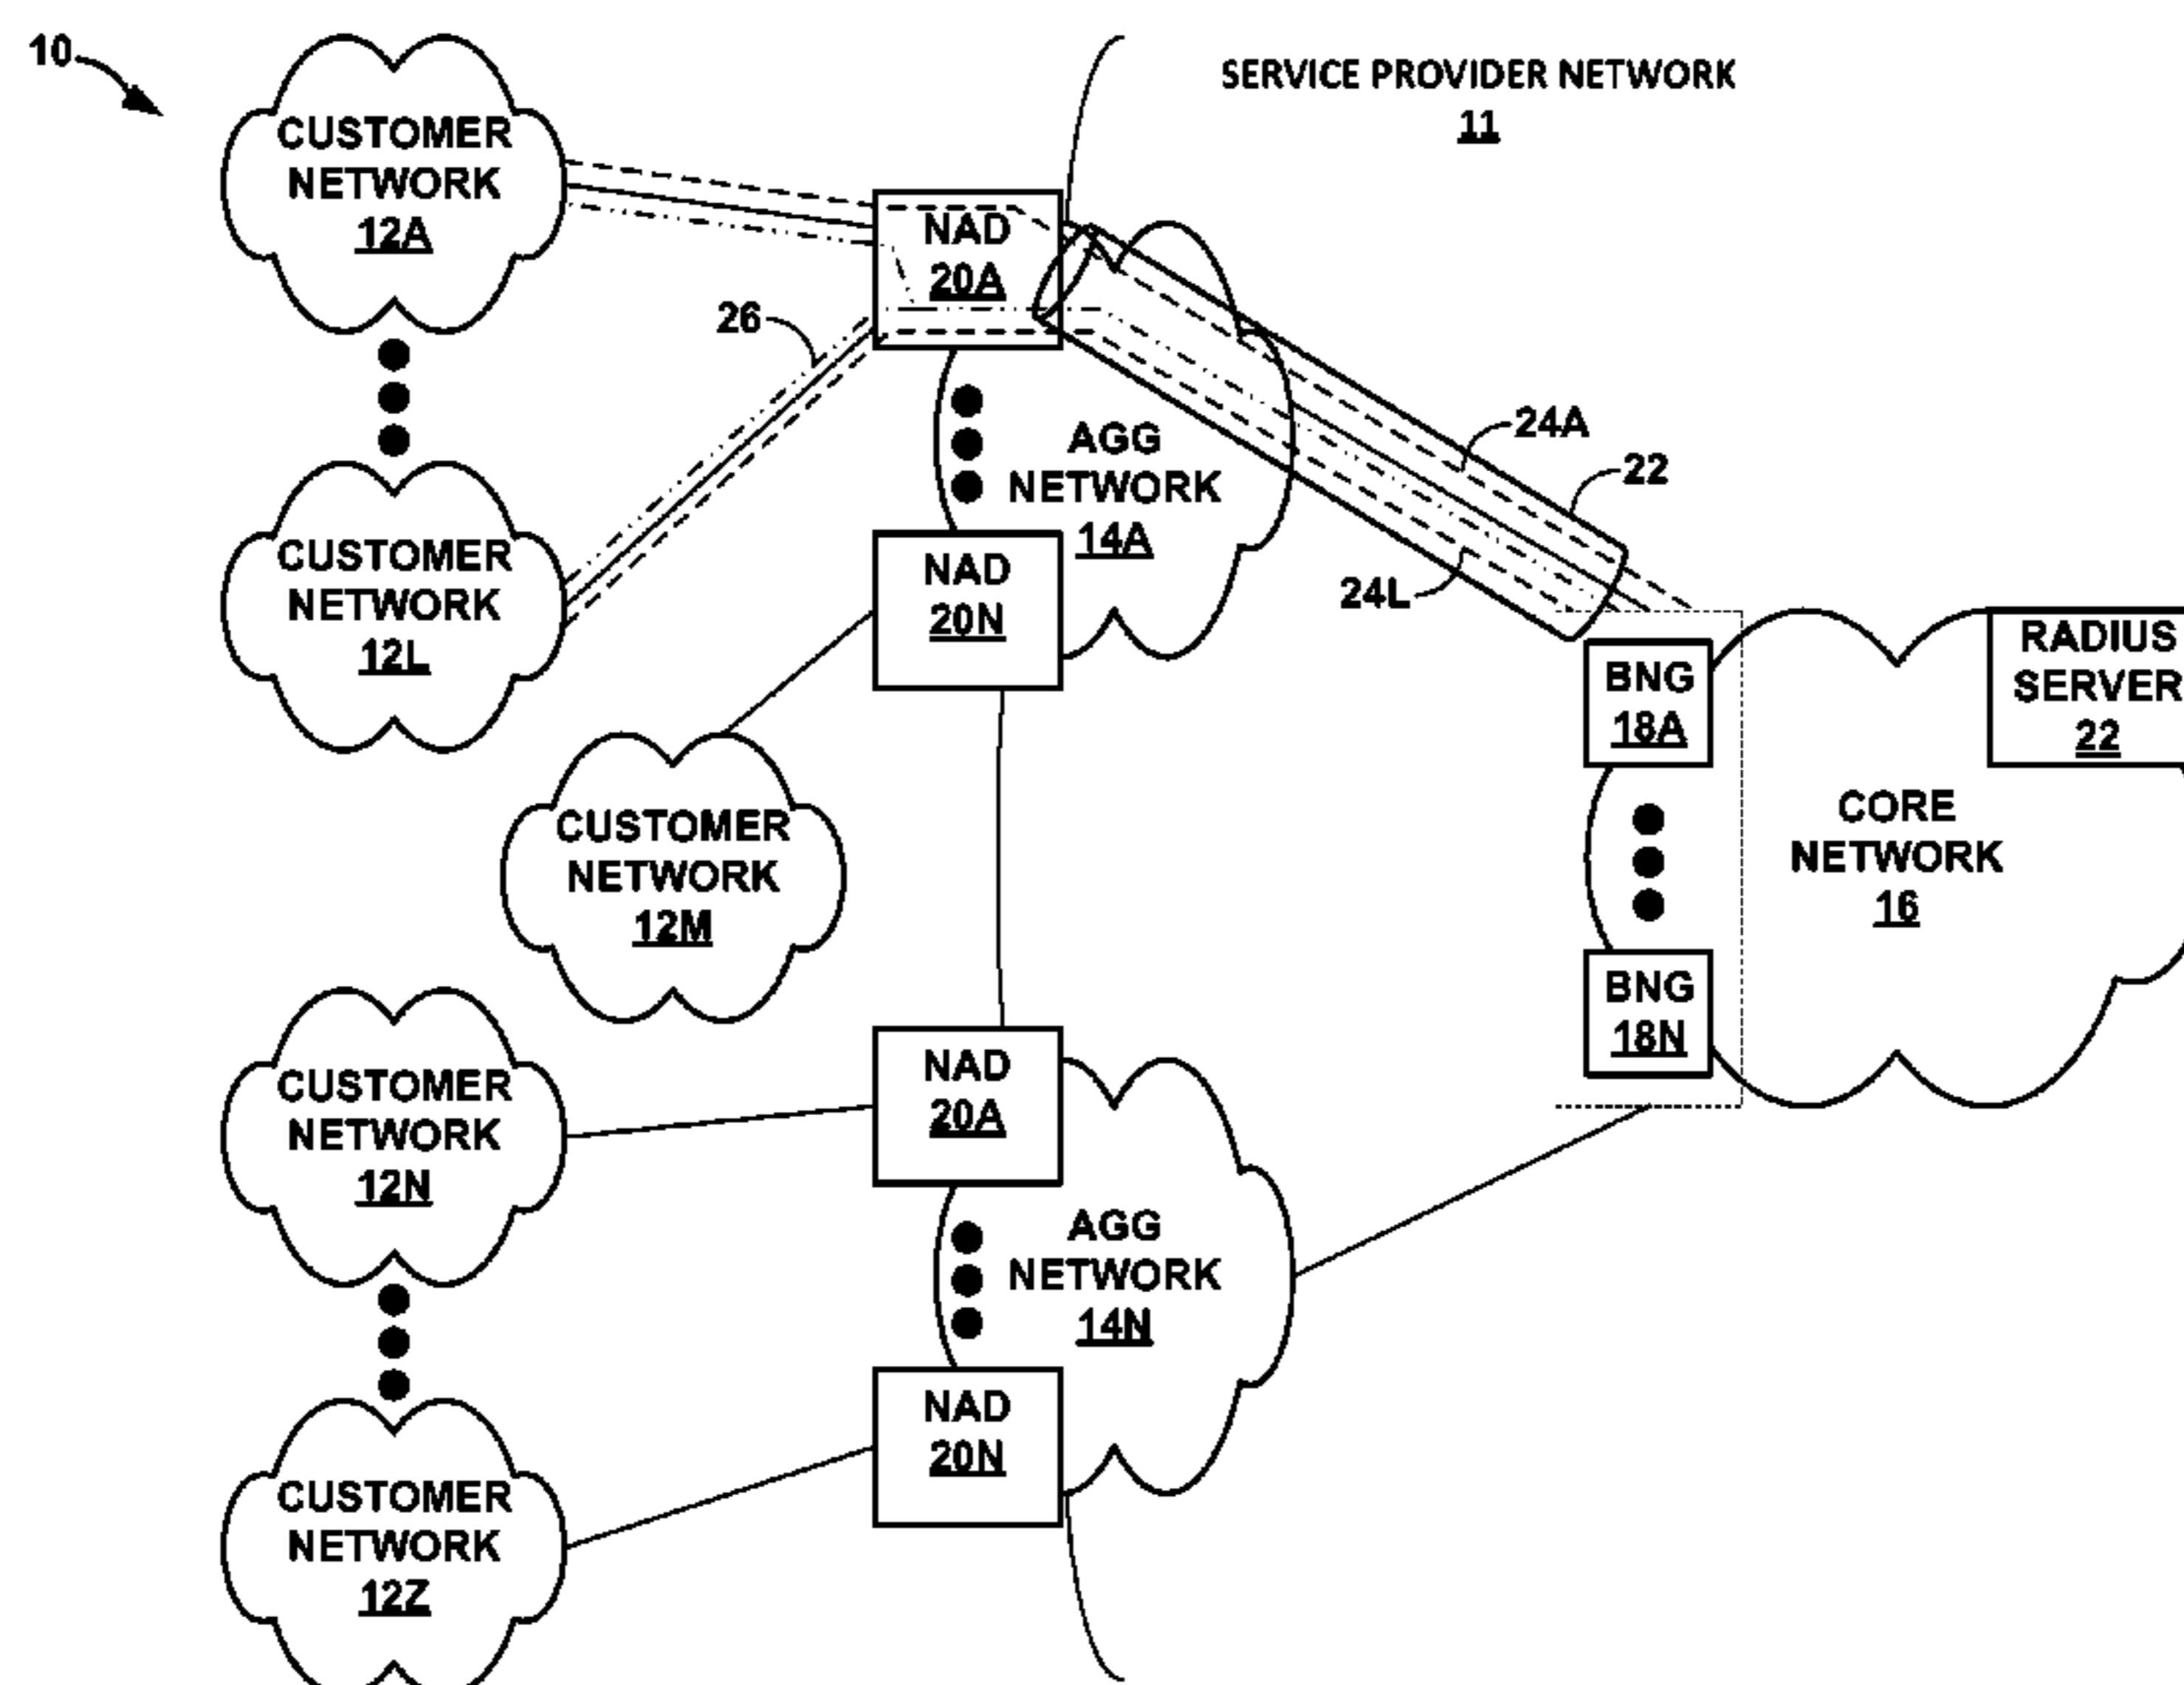 10
SERVICE PROVIDER NETWORK
11
CUSTOMER
NETWORK
12A
NAD
20A
26
AGG
NETWORK
14A
24A
22
24L
CUSTOMER
NETWORK
12L
NAD
20N
BNG
18A
RADIUS
SERVER
22
CUSTOMER
NETWORK
12M
CORE
NETWORK
16
BNG
18N
CUSTOMER
NETWORK
12N
NAD
20A
AGG
NETWORK
14N
NAD
20N
CUSTOMER
NETWORK
12Z